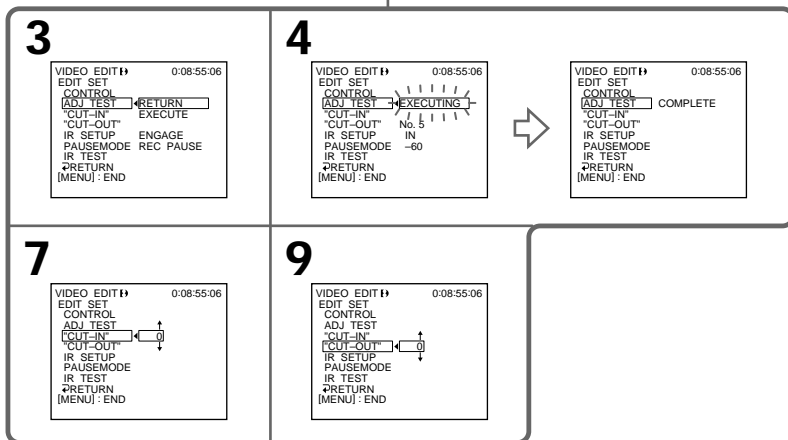 3
VIDEO EDIT 0:08:55:06
EDIT SET
CONTROL
ADJ TEST RETURN
"CUT–IN" EXECUTE
"CUT–OUT"
IR SETUP ENGAGE
PAUSEMODE REC PAUSE
IR TEST
RETURN
[MENU] : END
4
VIDEO EDIT 0:08:55:06
EDIT SET
CONTROL
ADJ TEST EXECUTING
"CUT–IN"
"CUT–OUT" No. 5
IR SETUP IN
PAUSEMODE –60
IR TEST
RETURN
[MENU] : END
VIDEO EDIT 0:08:55:06
EDIT SET
CONTROL
ADJ TEST COMPLETE
"CUT–IN"
"CUT–OUT"
IR SETUP
PAUSEMODE
IR TEST
RETURN
[MENU] : END
7
VIDEO EDIT 0:08:55:06
EDIT SET
CONTROL
ADJ TEST
"CUT–IN" 0
"CUT–OUT"
IR SETUP
PAUSEMODE
IR TEST
RETURN
[MENU] : END
9
VIDEO EDIT 0:08:55:06
EDIT SET
CONTROL
ADJ TEST
"CUT–IN"
"CUT–OUT" 0
IR SETUP
PAUSEMODE
IR TEST
RETURN
[MENU] : END